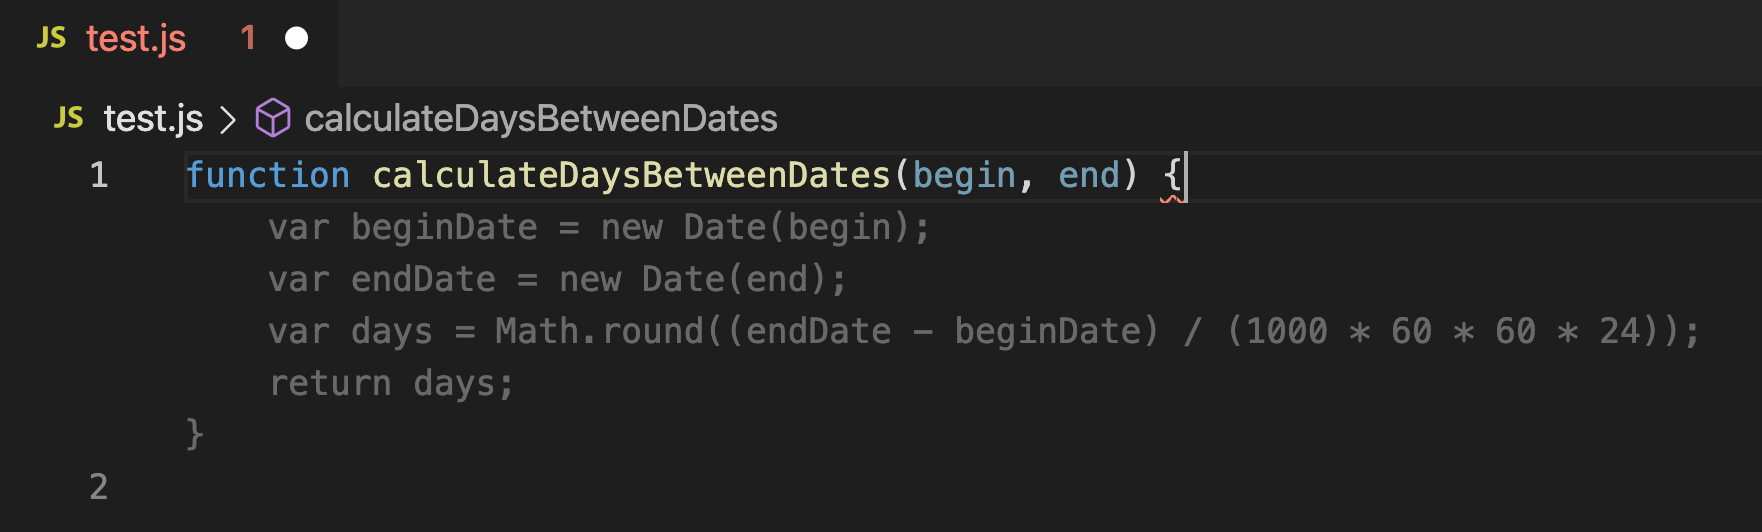 JS test.js 1
JS test.js > calculateDaysBetweenDates
1 function calculateDaysBetweenDates(begin, end) {
var beginDate = new Date(begin);
var endDate = new Date(end);
var days = Math.round((endDate - beginDate) / (1000 * 60 * 60 * 24));
return days;
}
2